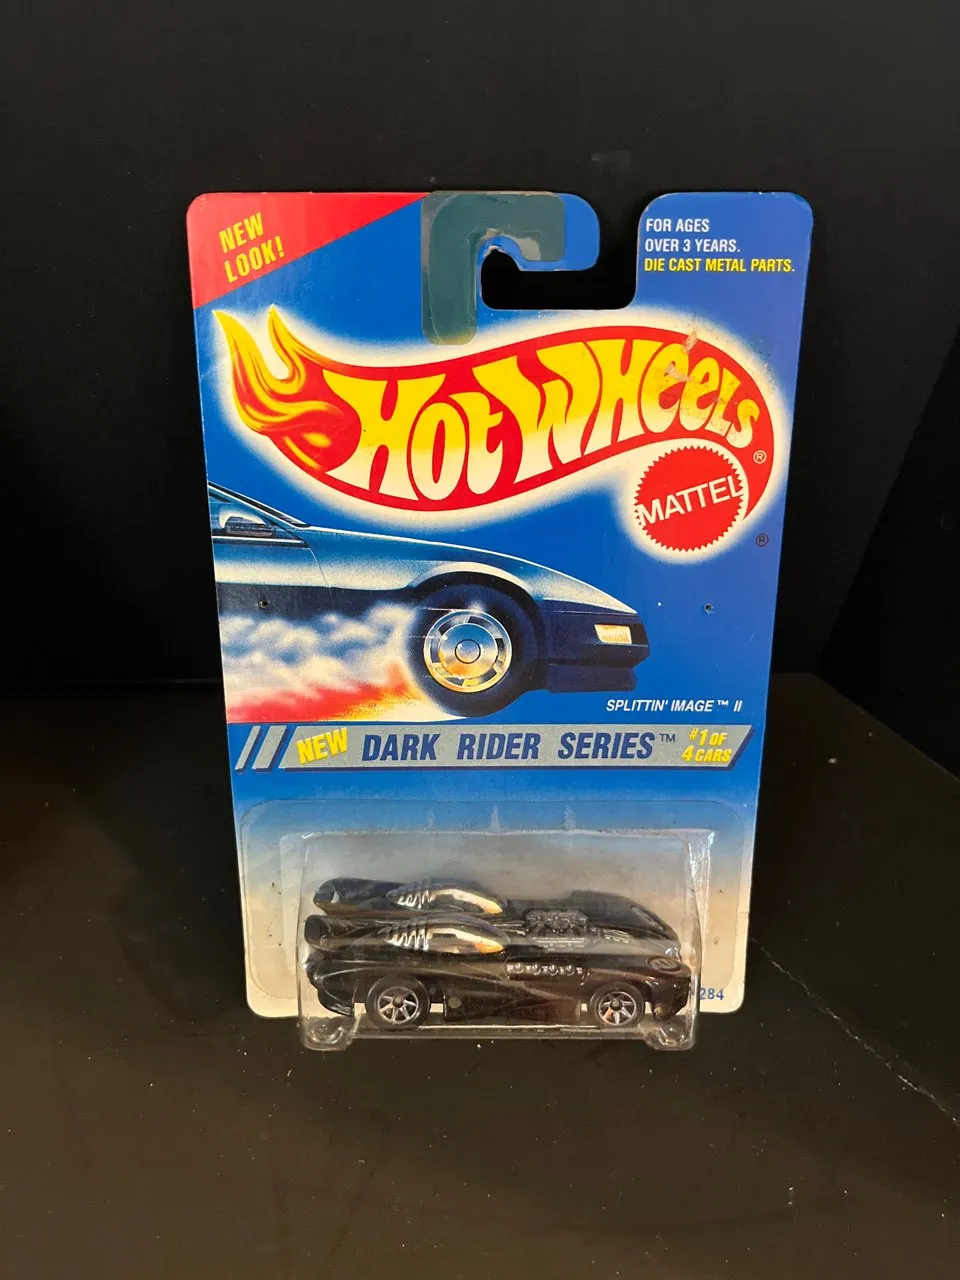 NEW
LOOK!
FOR AGES
OVER 3 YEARS.
DIE CAST METAL PARTS.
HOT WHEELS
®
MATTEL
®
SPLITTIN' IMAGE™ II
NEW DARK RIDER SERIES™ #1 OF
4 CARS
284